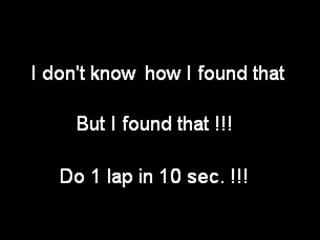 I don't know how I found that
But I found that !!!
Do 1 lap in 10 sec. !!!